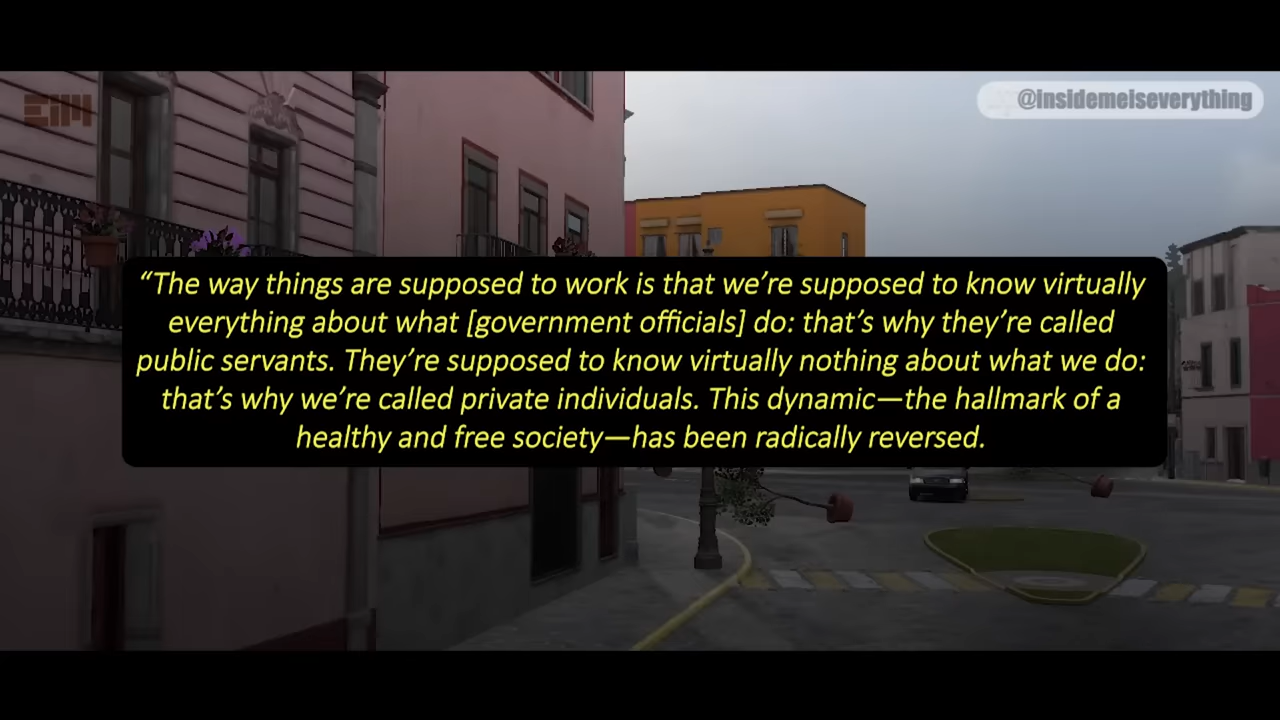 EIM
@insidemeiseverything
“The way things are supposed to work is that we’re supposed to know virtually
everything about what [government officials] do: that’s why they’re called
public servants. They’re supposed to know virtually nothing about what we do:
that’s why we’re called private individuals. This dynamic—the hallmark of a
healthy and free society—has been radically reversed.